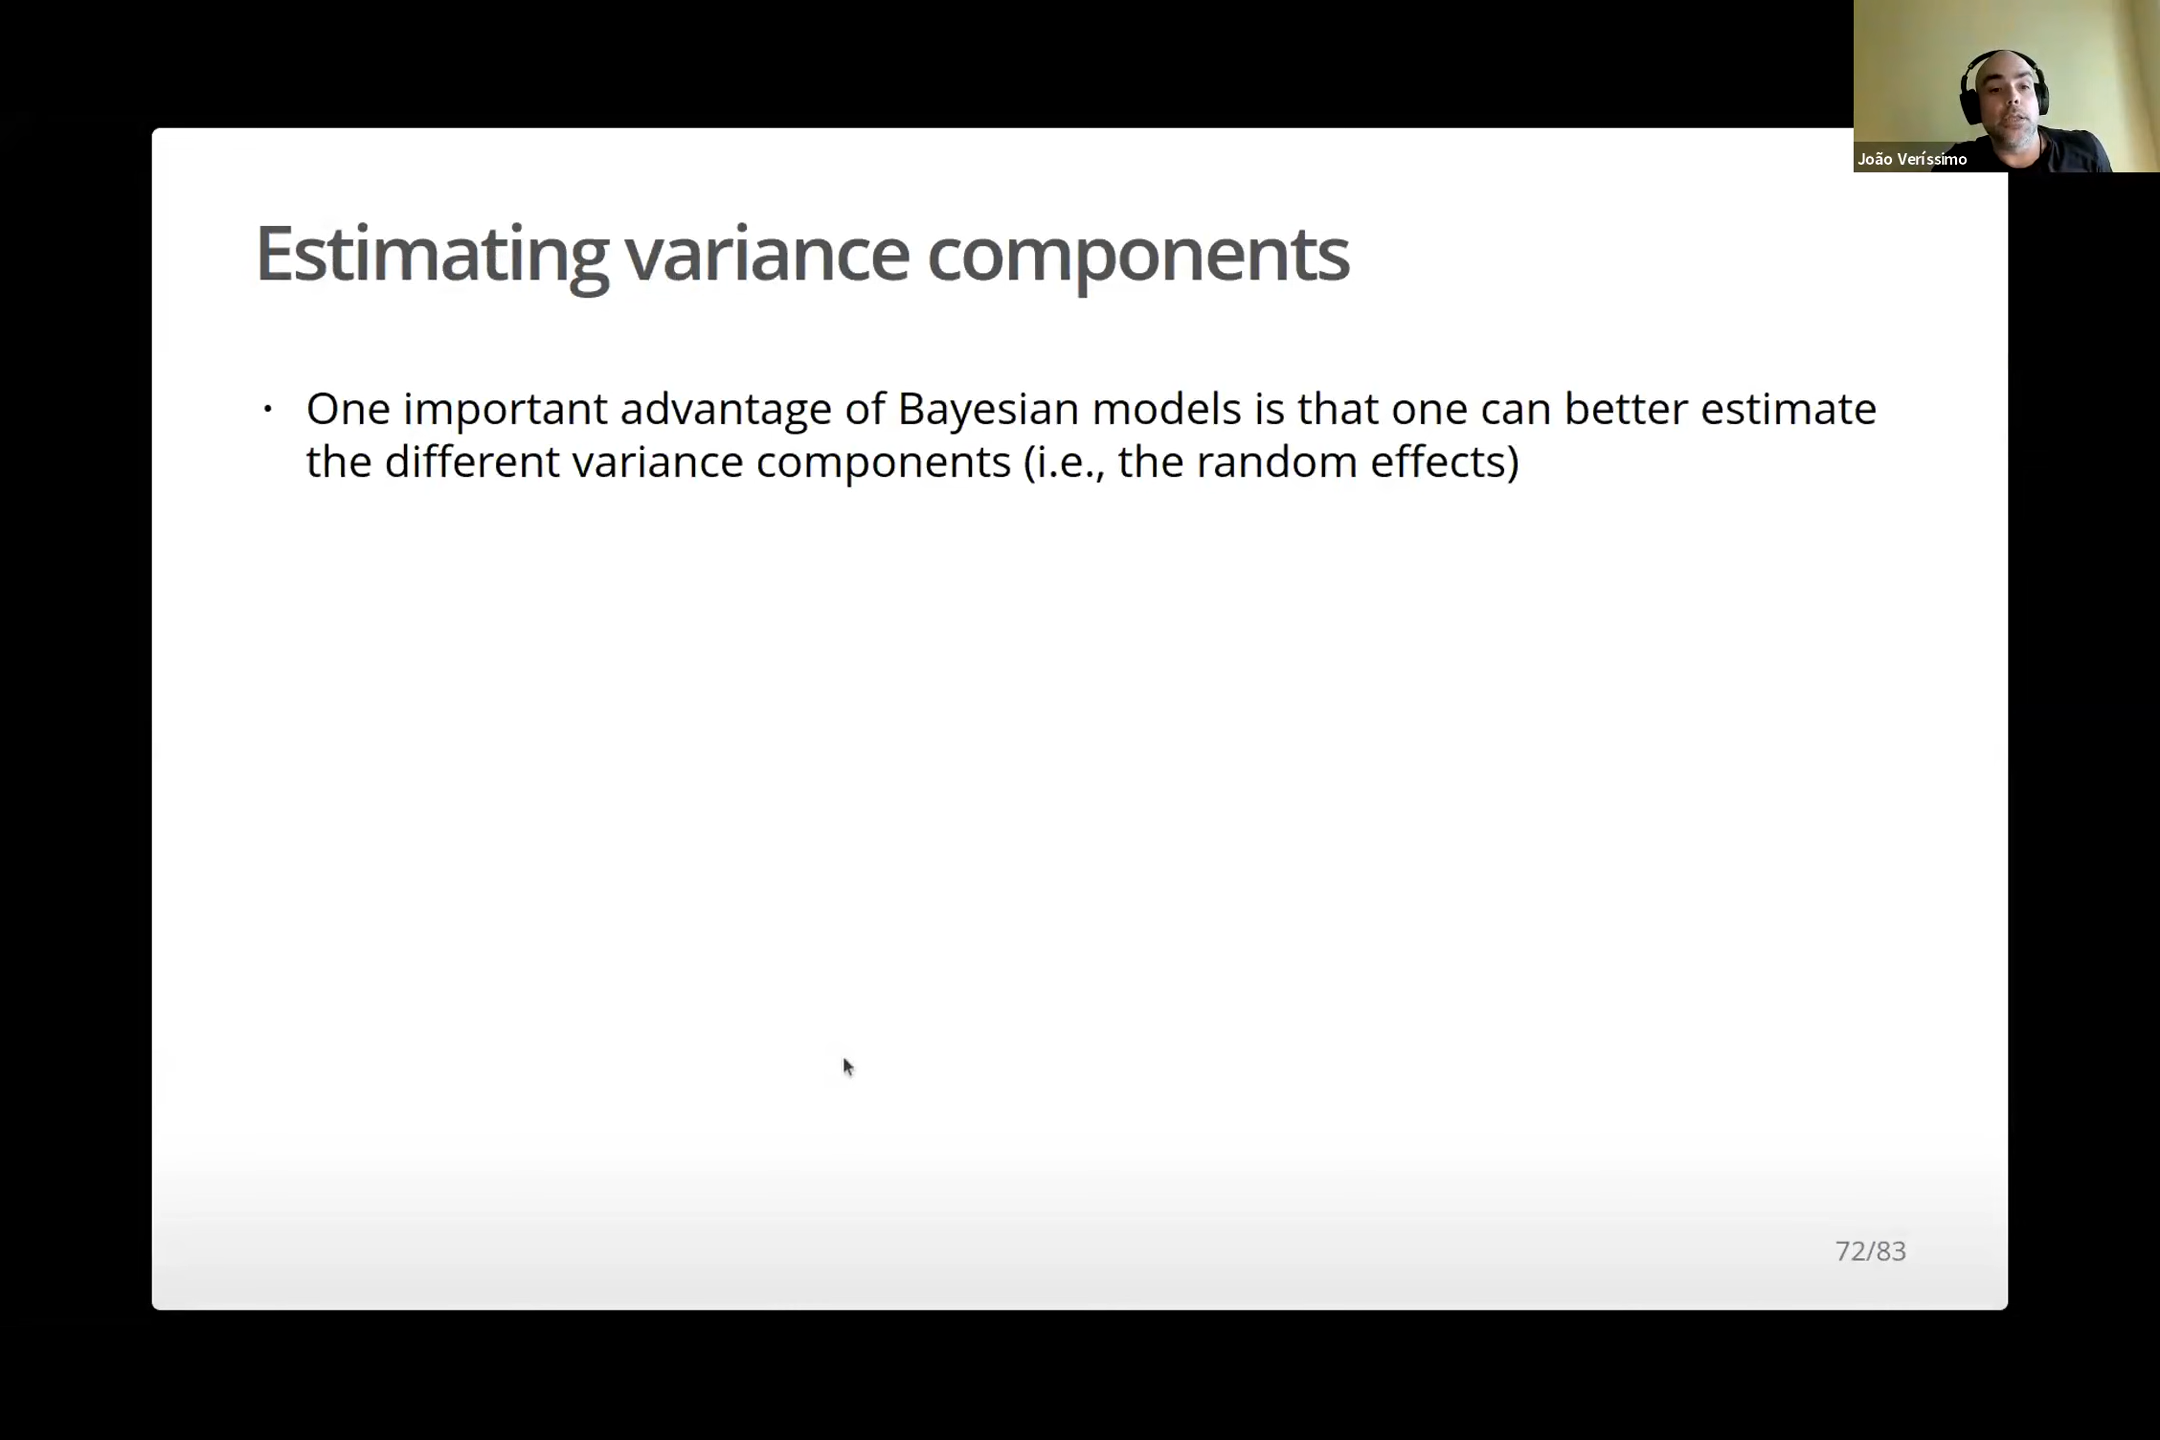 João Veríssimo
Estimating variance components
• One important advantage of Bayesian models is that one can better estimate
the different variance components (i.e., the random effects)
72/83